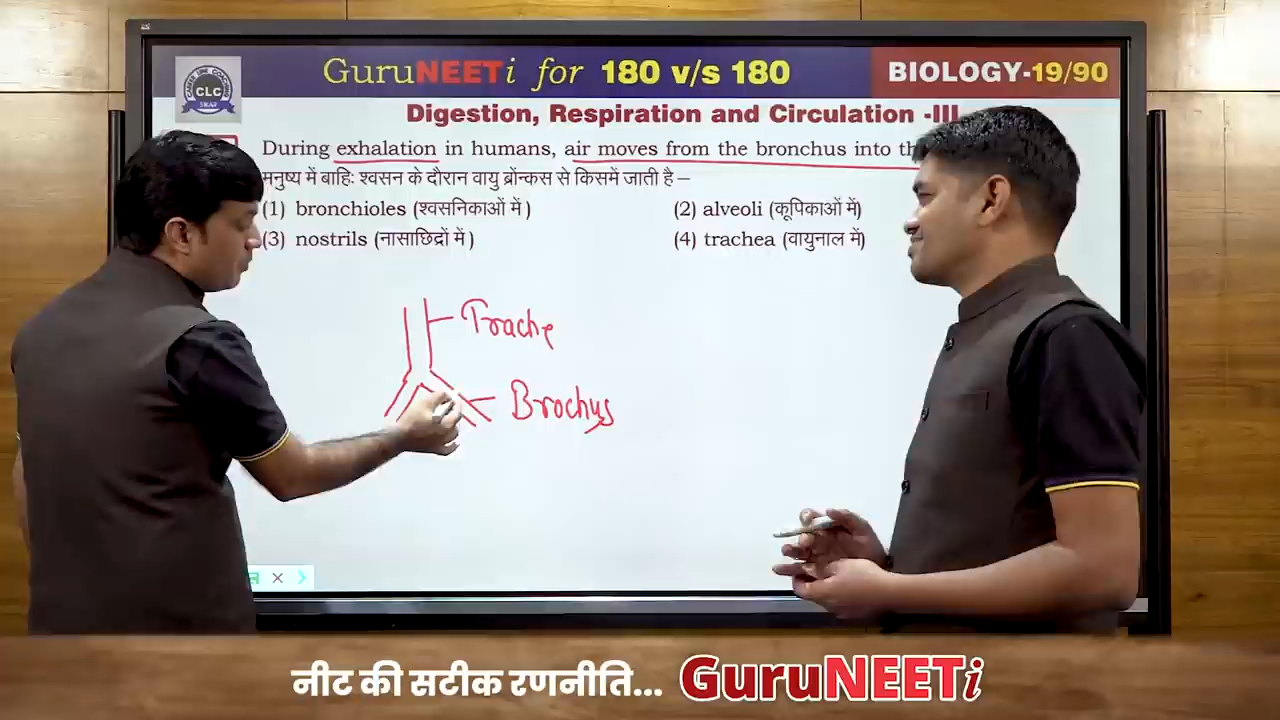 GuruNEETi for 180 v/s 180
BIOLOGY-19/90
CLC
SIKAR
Digestion, Respiration and Circulation -III
During exhalation in humans, air moves from the bronchus into
मनुष्य में बाहिः श्वसन के दौरान वायु ब्रोंन्कस से किसमें जाती है –
(1) bronchioles (श्वसनिकाओं में )
(2) alveoli (कूपिकाओं में)
(3) nostrils (नासाछिद्रों में )
(4) trachea (वायुनाल में)
Trache
Brochus
नीट की सटीक रणनीति...
GuruNEETi